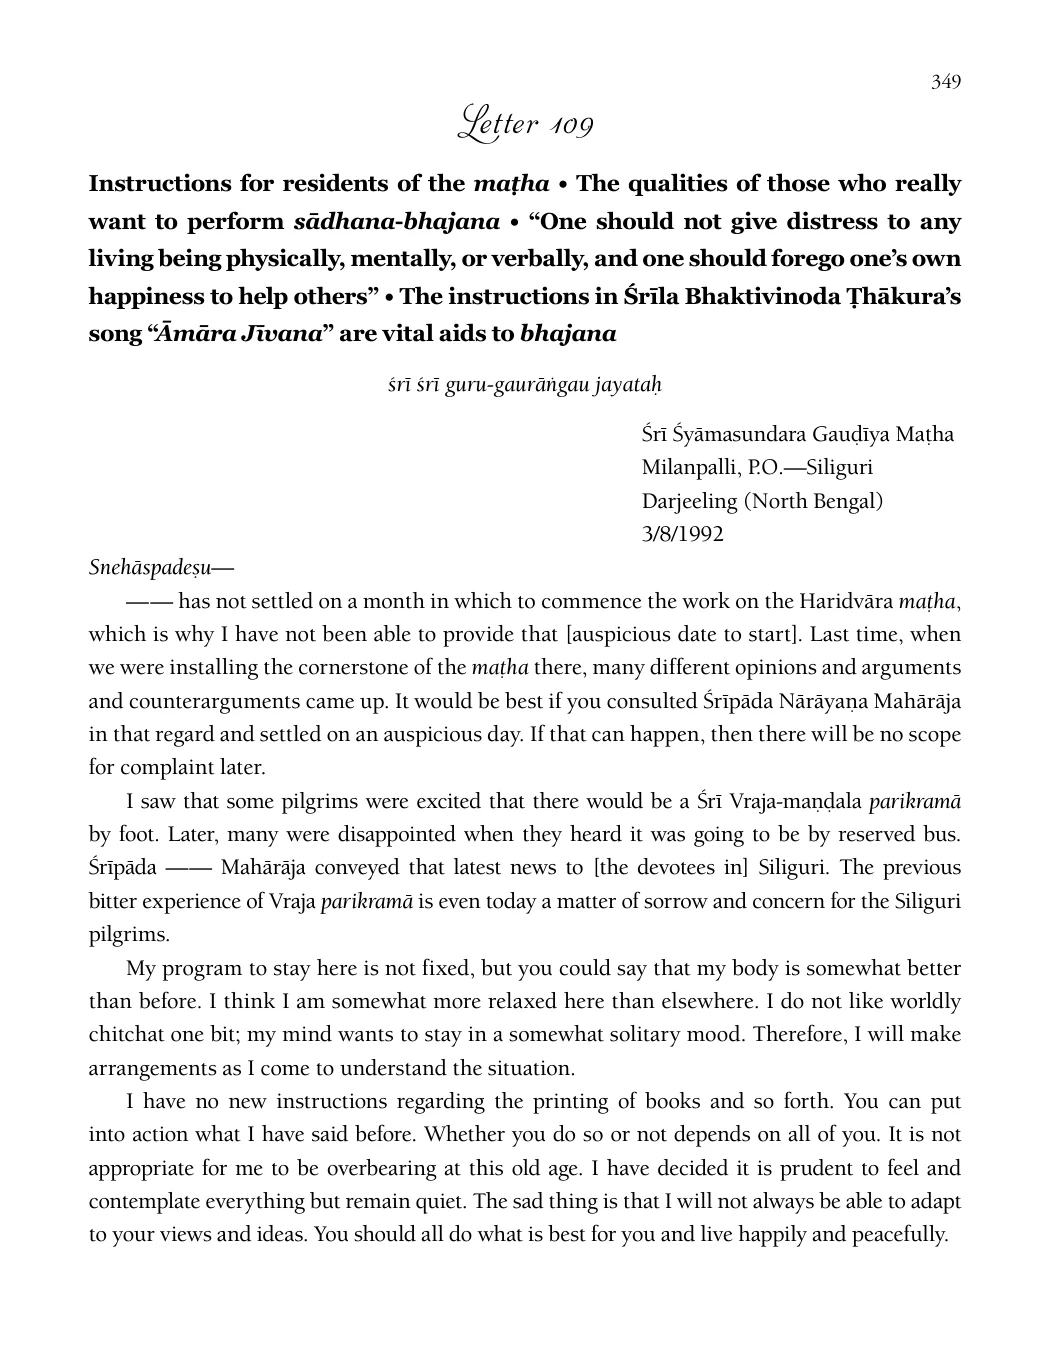 349
Letter 109
Instructions for residents of the maṭha • The qualities of those who really
want to perform sādhana-bhajana • “One should not give distress to any
living being physically, mentally, or verbally, and one should forego one’s own
happiness to help others” • The instructions in Śrīla Bhaktivinoda Ṭhākura’s
song “Āmāra Jīvana” are vital aids to bhajana
śrī śrī guru-gaurāṅgau jayataḥ
Śrī Śyāmasundara Gauḍīya Maṭha
Milanpalli, P.O.—Siliguri
Darjeeling (North Bengal)
3/8/1992
Snehāspadeṣu—
—— has not settled on a month in which to commence the work on the Haridvāra maṭha,
which is why I have not been able to provide that [auspicious date to start]. Last time, when
we were installing the cornerstone of the maṭha there, many different opinions and arguments
and counterarguments came up. It would be best if you consulted Śrīpāda Nārāyaṇa Mahārāja
in that regard and settled on an auspicious day. If that can happen, then there will be no scope
for complaint later.
I saw that some pilgrims were excited that there would be a Śrī Vraja-maṇḍala parikramā
by foot. Later, many were disappointed when they heard it was going to be by reserved bus.
Śrīpāda —— Mahārāja conveyed that latest news to [the devotees in] Siliguri. The previous
bitter experience of Vraja parikramā is even today a matter of sorrow and concern for the Siliguri
pilgrims.
My program to stay here is not fixed, but you could say that my body is somewhat better
than before. I think I am somewhat more relaxed here than elsewhere. I do not like worldly
chitchat one bit; my mind wants to stay in a somewhat solitary mood. Therefore, I will make
arrangements as I come to understand the situation.
I have no new instructions regarding the printing of books and so forth. You can put
into action what I have said before. Whether you do so or not depends on all of you. It is not
appropriate for me to be overbearing at this old age. I have decided it is prudent to feel and
contemplate everything but remain quiet. The sad thing is that I will not always be able to adapt
to your views and ideas. You should all do what is best for you and live happily and peacefully.